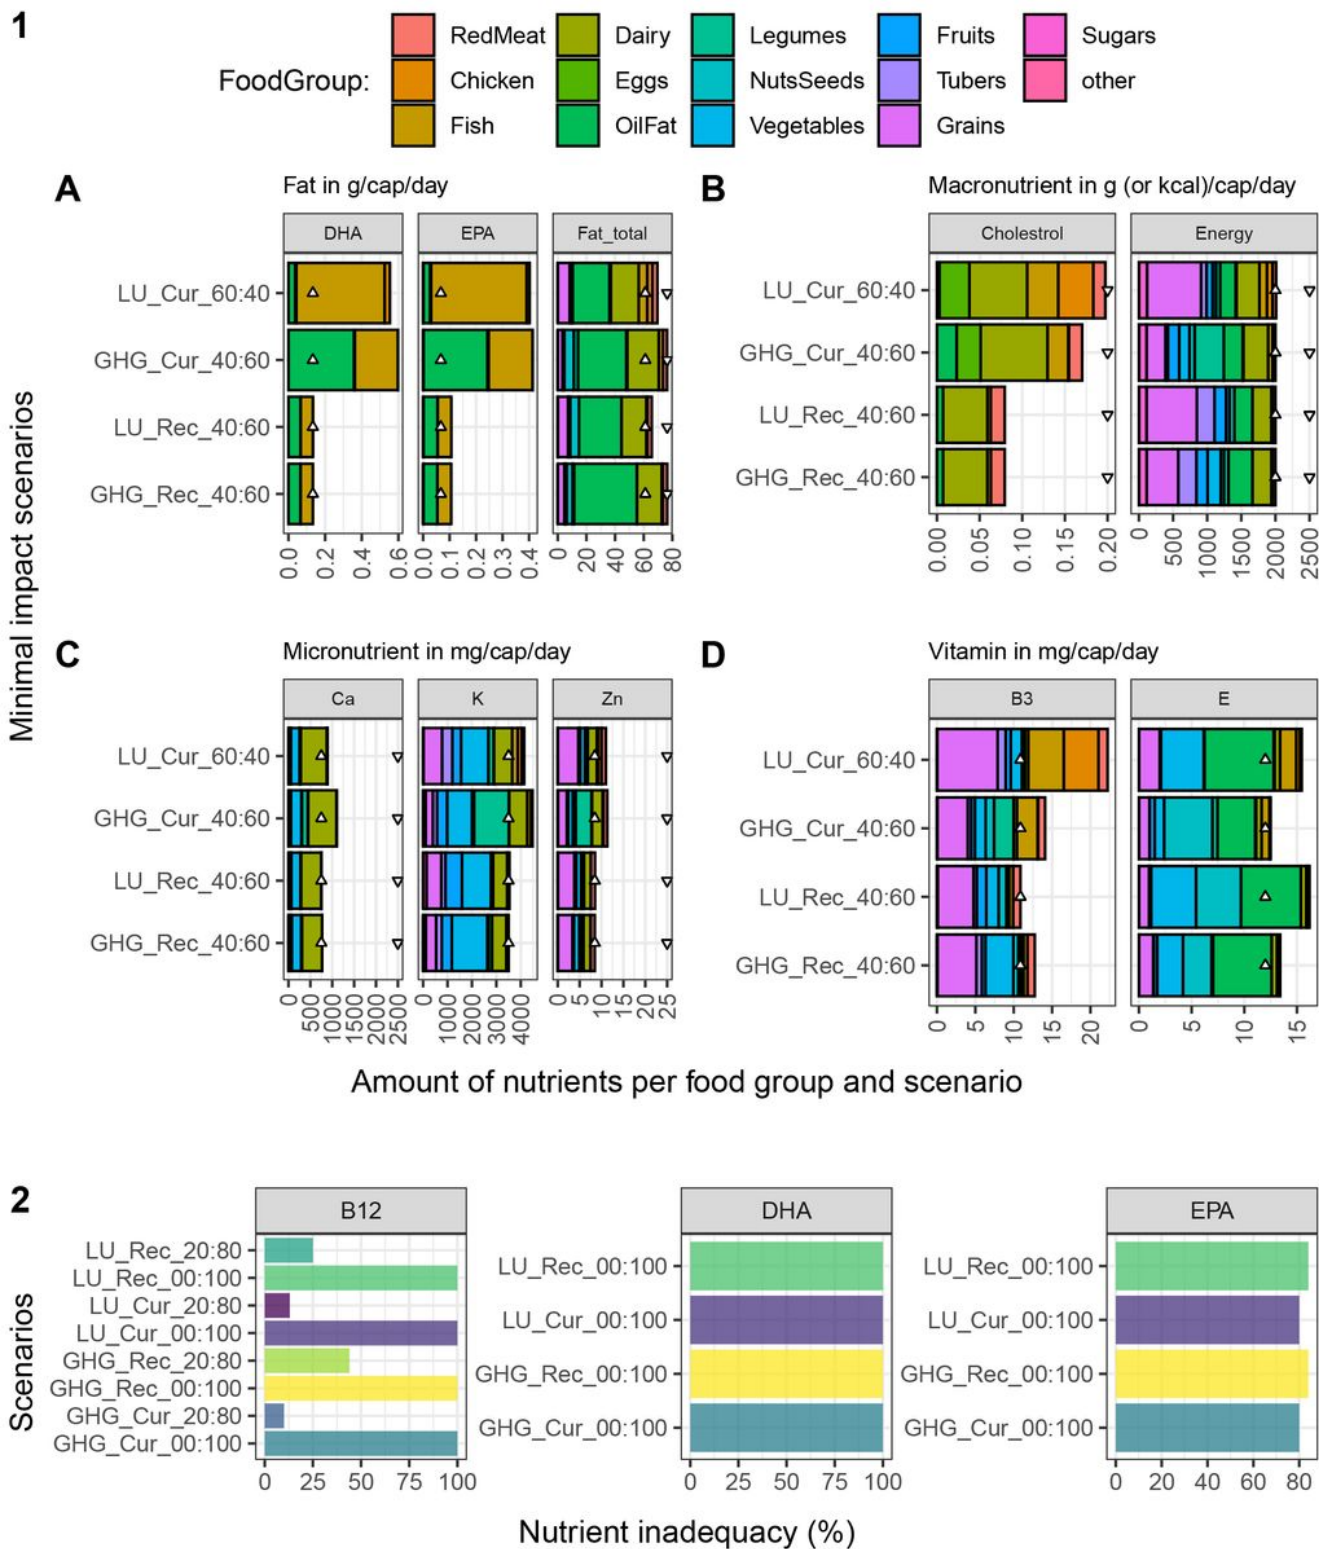 1
FoodGroup:
RedMeat Dairy Legumes Fruits Sugars
Chicken Eggs NutsSeeds Tubers other
Fish OilFat Vegetables Grains
A Fat in g/cap/day
DHA EPA Fat_total
LU_Cur_60:40
GHG_Cur_40:60
LU_Rec_40:60
GHG_Rec_40:60
0.0 0.2 0.4 0.6 0.0 0.1 0.2 0.3 0.4 0 20 40 60 80
B Macronutrient in g (or kcal)/cap/day
Cholestrol Energy
LU_Cur_60:40
GHG_Cur_40:60
LU_Rec_40:60
GHG_Rec_40:60
0.00 0.05 0.10 0.15 0.20 0 500 1000 1500 2000 2500
Minimal impact scenarios
C Micronutrient in mg/cap/day
Ca K Zn
LU_Cur_60:40
GHG_Cur_40:60
LU_Rec_40:60
GHG_Rec_40:60
0 500 1000 1500 2000 2500 0 1000 2000 3000 4000 0 5 10 15 20 25
D Vitamin in mg/cap/day
B3 E
LU_Cur_60:40
GHG_Cur_40:60
LU_Rec_40:60
GHG_Rec_40:60
0 5 10 15 20 0 5 10 15
Amount of nutrients per food group and scenario
2
Scenarios
B12
LU_Rec_20:80
LU_Rec_00:100
LU_Cur_20:80
LU_Cur_00:100
GHG_Rec_20:80
GHG_Rec_00:100
GHG_Cur_20:80
GHG_Cur_00:100
0 25 50 75 100
DHA
LU_Rec_00:100
LU_Cur_00:100
GHG_Rec_00:100
GHG_Cur_00:100
0 25 50 75 100
EPA
LU_Rec_00:100
LU_Cur_00:100
GHG_Rec_00:100
GHG_Cur_00:100
0 20 40 60 80
Nutrient inadequacy (%)